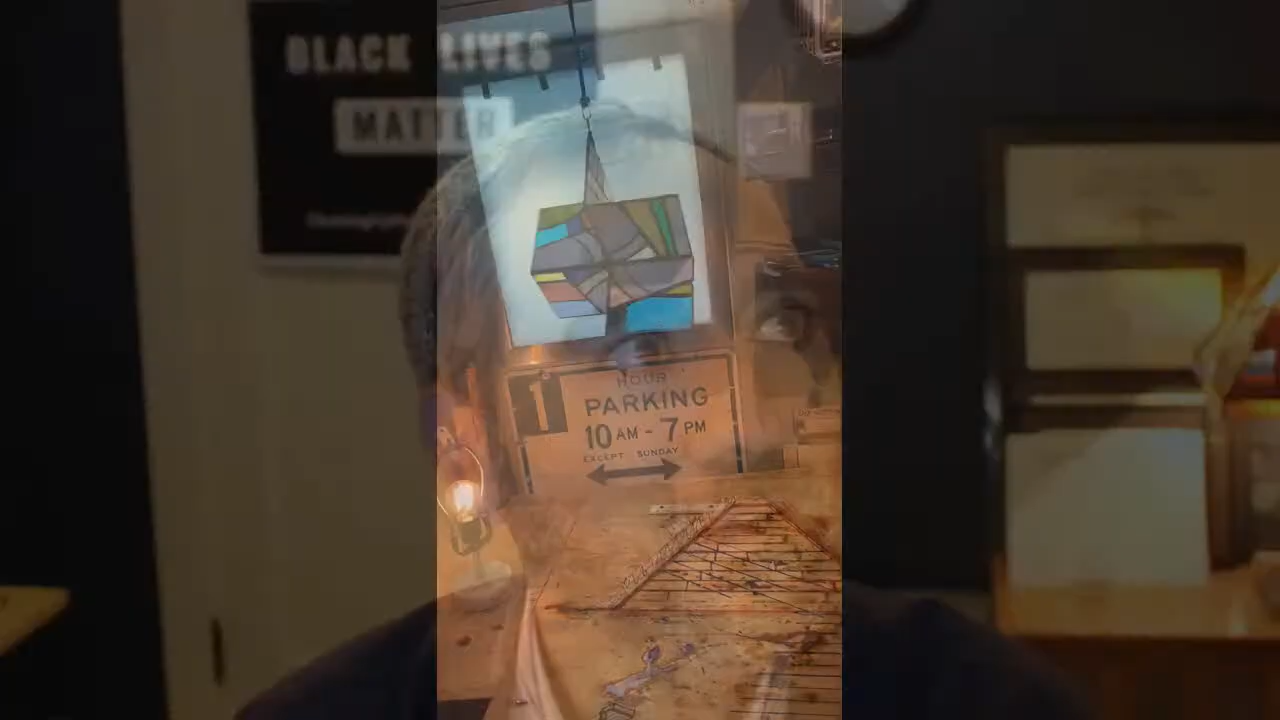 BLACK LIVES
MATTER
1
HOUR
PARKING
10 AM - 7 PM
EXCEPT SUNDAY